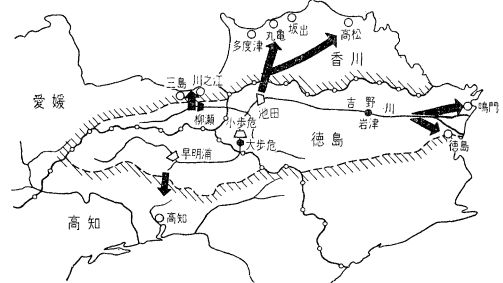 多度津
丸亀
坂出
高松
香川
三島
川之江
愛媛
柳瀬
小歩危
池田
吉野川
岩津
鳴門
徳島
大歩危
徳島
早明浦
高知
高知